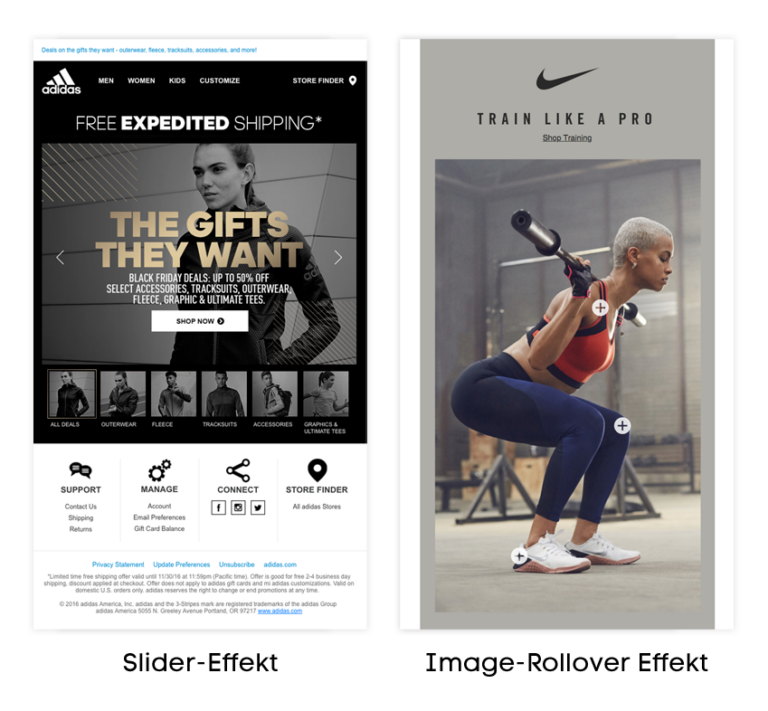 Deals on the gifts they want - outerwear, fleece, tracksuits, accessories, and more!
adidas
MEN WOMEN KIDS CUSTOMIZE STORE FINDER
FREE EXPEDITED SHIPPING*
THE GIFTS
THEY WANT
BLACK FRIDAY DEALS: UP TO 50% OFF
SELECT ACCESSORIES, TRACKSUITS, OUTERWEAR,
FLEECE, GRAPHIC & ULTIMATE TEES.
SHOP NOW
ALL DEALS OUTERWEAR FLEECE TRACKSUITS ACCESSORIES GRAPHICS &
ULTIMATE TEES
SUPPORT MANAGE CONNECT STORE FINDER
Contact Us Account All adidas Stores
Shipping Email Preferences
Returns Gift Card Balance
Privacy Statement Update Preferences Unsubscribe adidas.com
*Limited time free shipping offer valid until 11/30/16 at 11:59pm (Pacific time). Offer is good for free 2-4 business day
shipping, discount applied at checkout. Offer does not apply to adidas gift cards and mi adidas customizations. Valid on
domestic U.S. orders only. adidas reserves the right to change or end promotions at any time.
© 2016 adidas America, Inc. adidas and the 3-Stripes mark are registered trademarks of the adidas Group
adidas America 5055 N. Greeley Avenue Portland, OR 97217 www.adidas.com
Slider-Effekt
TRAIN LIKE A PRO
Shop Training
Image-Rollover Effekt